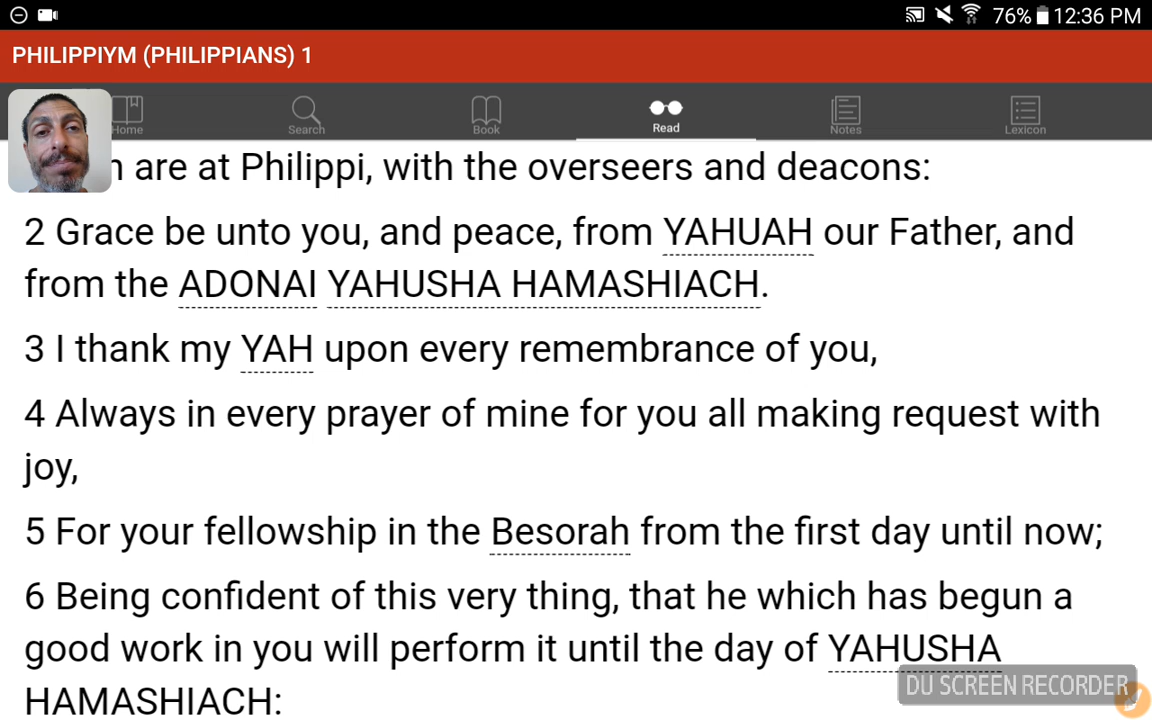 76% 12:36 PM
PHILIPPIYM (PHILIPPIANS) 1
Home Search Book Read Notes Lexicon
are at Philippi, with the overseers and deacons:
2 Grace be unto you, and peace, from YAHUAH our Father, and
from the ADONAI YAHUSHA HAMASHIACH.
3 I thank my YAH upon every remembrance of you,
4 Always in every prayer of mine for you all making request with
joy,
5 For your fellowship in the Besorah from the first day until now;
6 Being confident of this very thing, that he which has begun a
good work in you will perform it until the day of YAHUSHA
HAMASHIACH:
DU SCREEN RECORDER